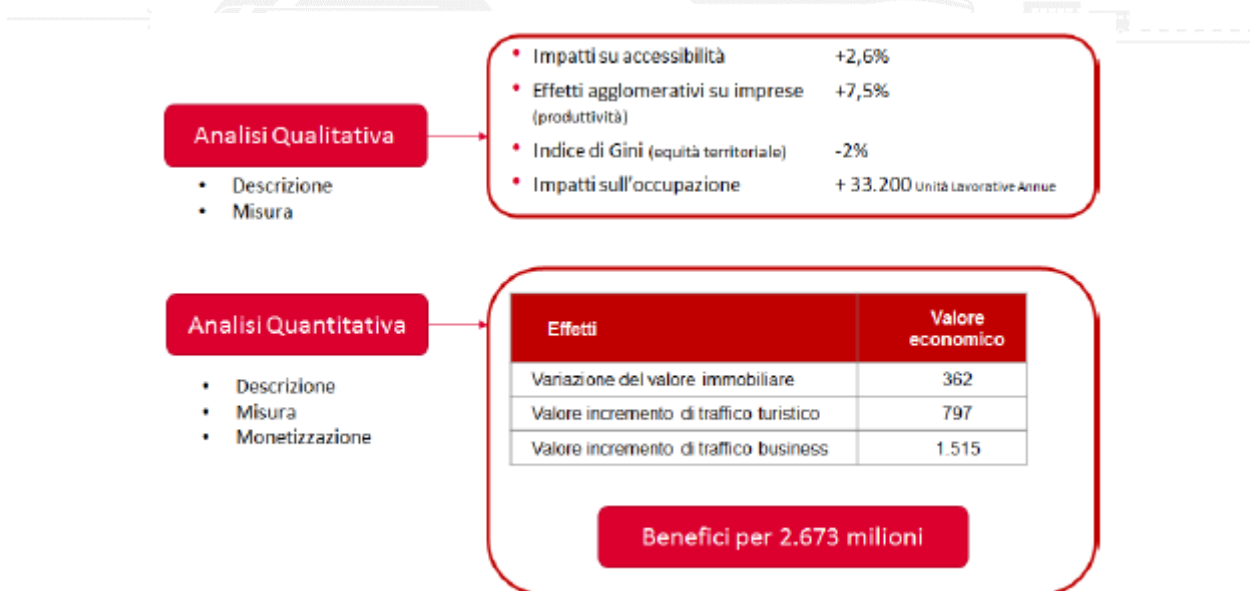 Analisi Qualitativa
• Descrizione
• Misura
• Impatti su accessibilità +2,6%
• Effetti agglomerativi su imprese +7,5%
(produttività)
• Indice di Gini (equità territoriale) -2%
• Impatti sull'occupazione + 33.200 Unità Lavorative Annue
Analisi Quantitativa
• Descrizione
• Misura
• Monetizzazione
Effetti Valore
economico
Variazione del valore immobiliare 362
Valore incremento di traffico turistico 797
Valore incremento di traffico business 1.515
Benefici per 2.673 milioni